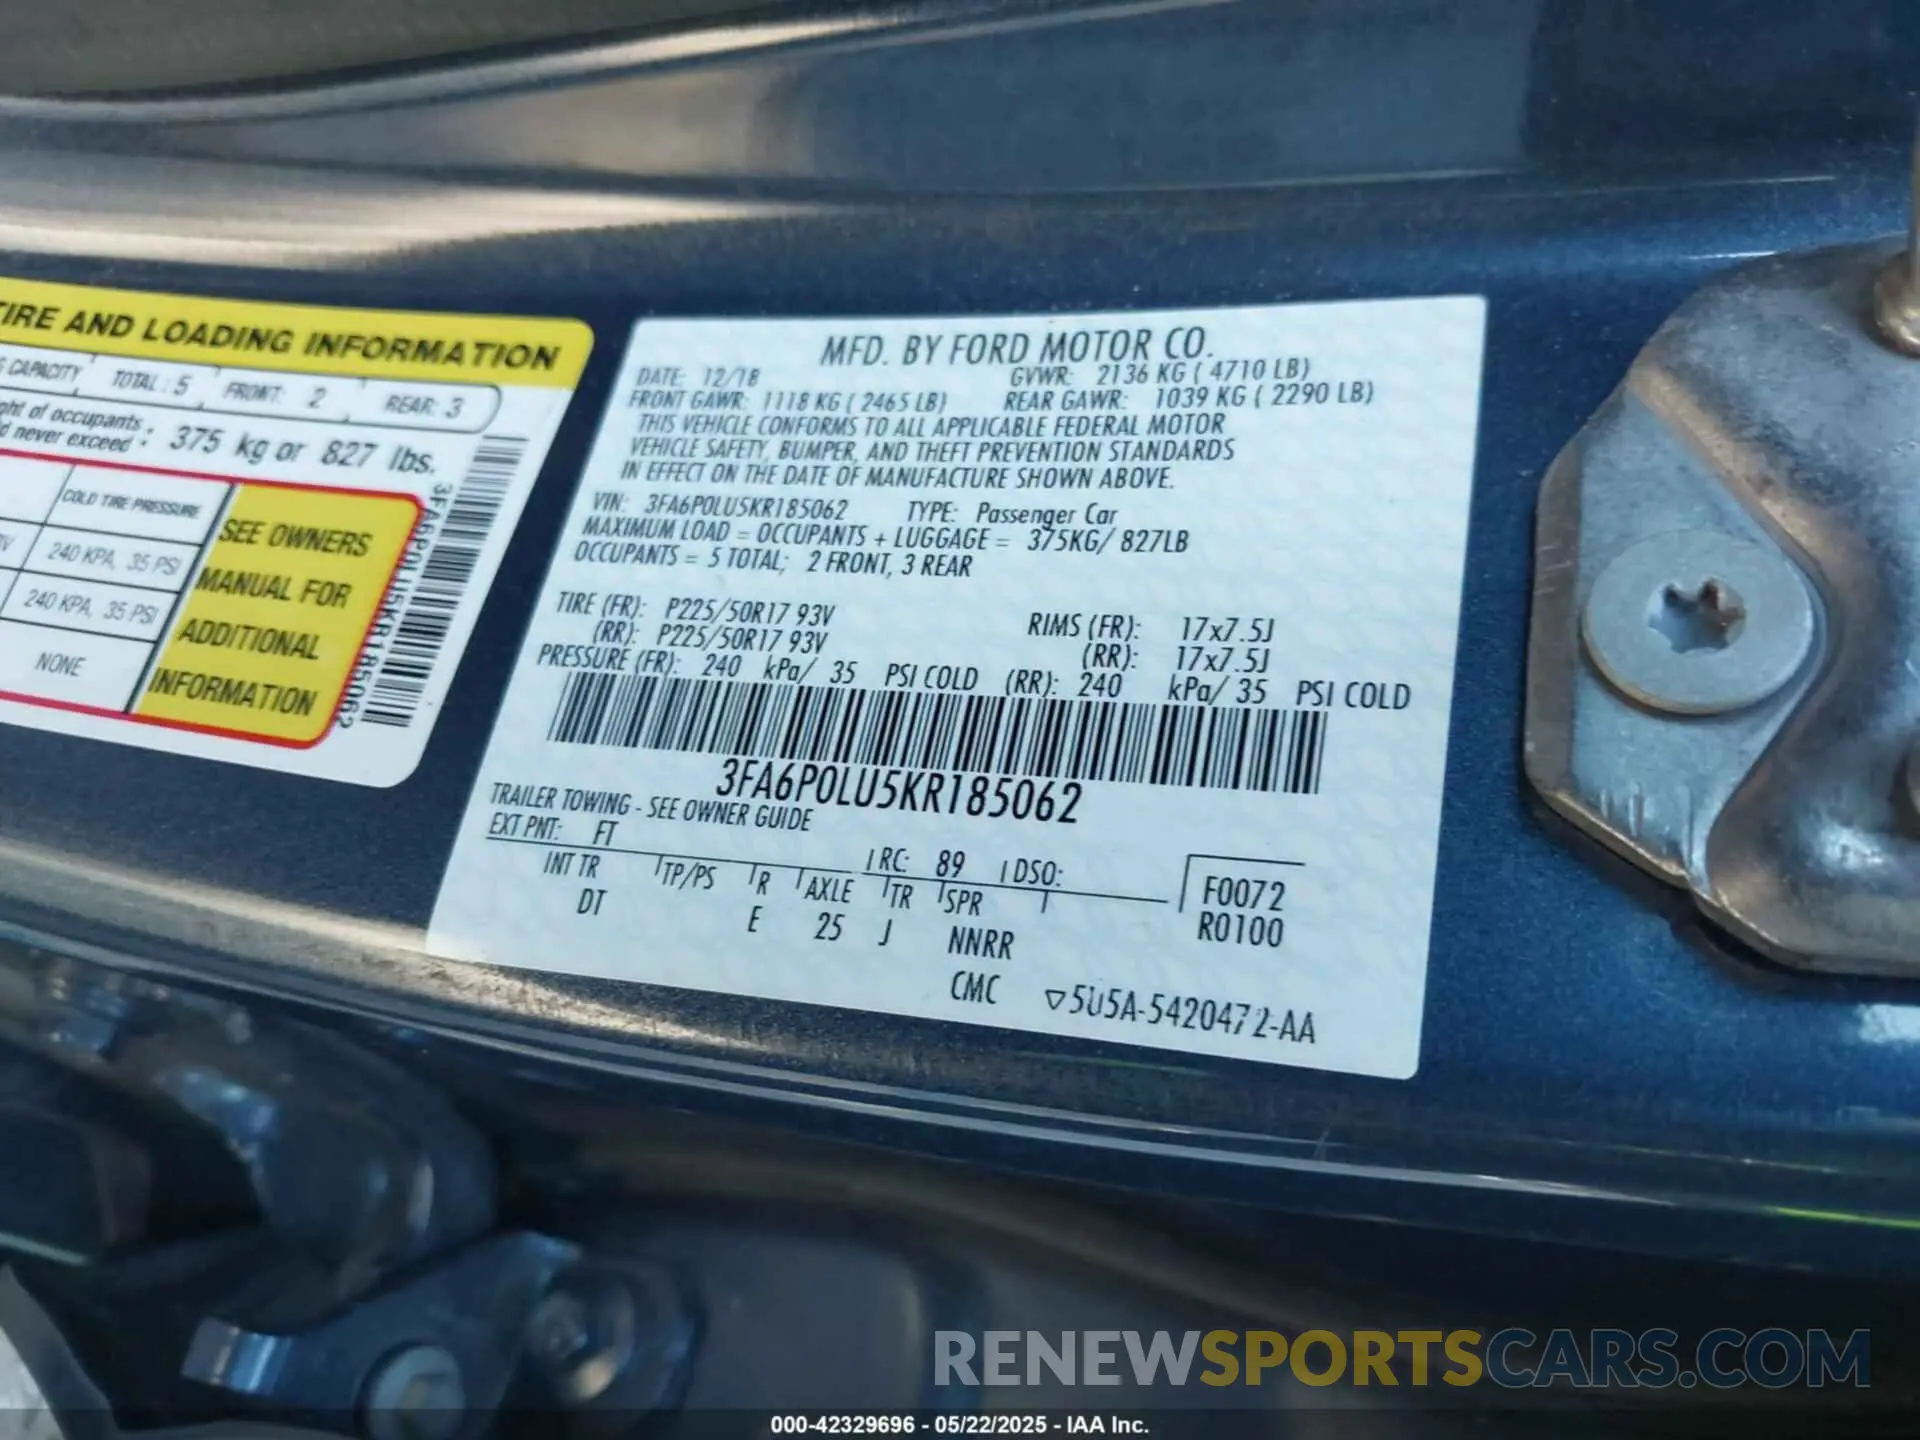 TIRE AND LOADING INFORMATION
CAPACITY TOTAL: 5 FRONT: 2 REAR: 3
of occupants
never exceed : 375 kg or 827 lbs.
COLD TIRE PRESSURE
240 KPA, 35 PSI
240 KPA, 35 PSI
NONE
SEE OWNERS
MANUAL FOR
ADDITIONAL
INFORMATION
3FA6P0LU5KR185062
MFD. BY FORD MOTOR CO.
DATE: 12/18 GVWR: 2136 KG ( 4710 LB)
FRONT GAWR: 1118 KG ( 2465 LB) REAR GAWR: 1039 KG ( 2290 LB)
THIS VEHICLE CONFORMS TO ALL APPLICABLE FEDERAL MOTOR
VEHICLE SAFETY, BUMPER, AND THEFT PREVENTION STANDARDS
IN EFFECT ON THE DATE OF MANUFACTURE SHOWN ABOVE.
VIN: 3FA6P0LU5KR185062 TYPE: Passenger Car
MAXIMUM LOAD = OCCUPANTS + LUGGAGE = 375KG/ 827LB
OCCUPANTS = 5 TOTAL; 2 FRONT, 3 REAR
TIRE (FR): P225/50R17 93V RIMS (FR): 17x7.5J
(RR): P225/50R17 93V (RR): 17x7.5J
PRESSURE (FR): 240 kPa/ 35 PSI COLD (RR): 240 kPa/ 35 PSI COLD
3FA6P0LU5KR185062
TRAILER TOWING - SEE OWNER GUIDE
EXT PNT: FT RC: 89 DSO:
INT TR TP/PS R AXLE TR SPR F0072
DT E 25 J NNRR R0100
CMC ▽5U5A-5420472-AA
RENEWSPORTSCARS.COM
000-42329696 - 05/22/2025 - IAA Inc.